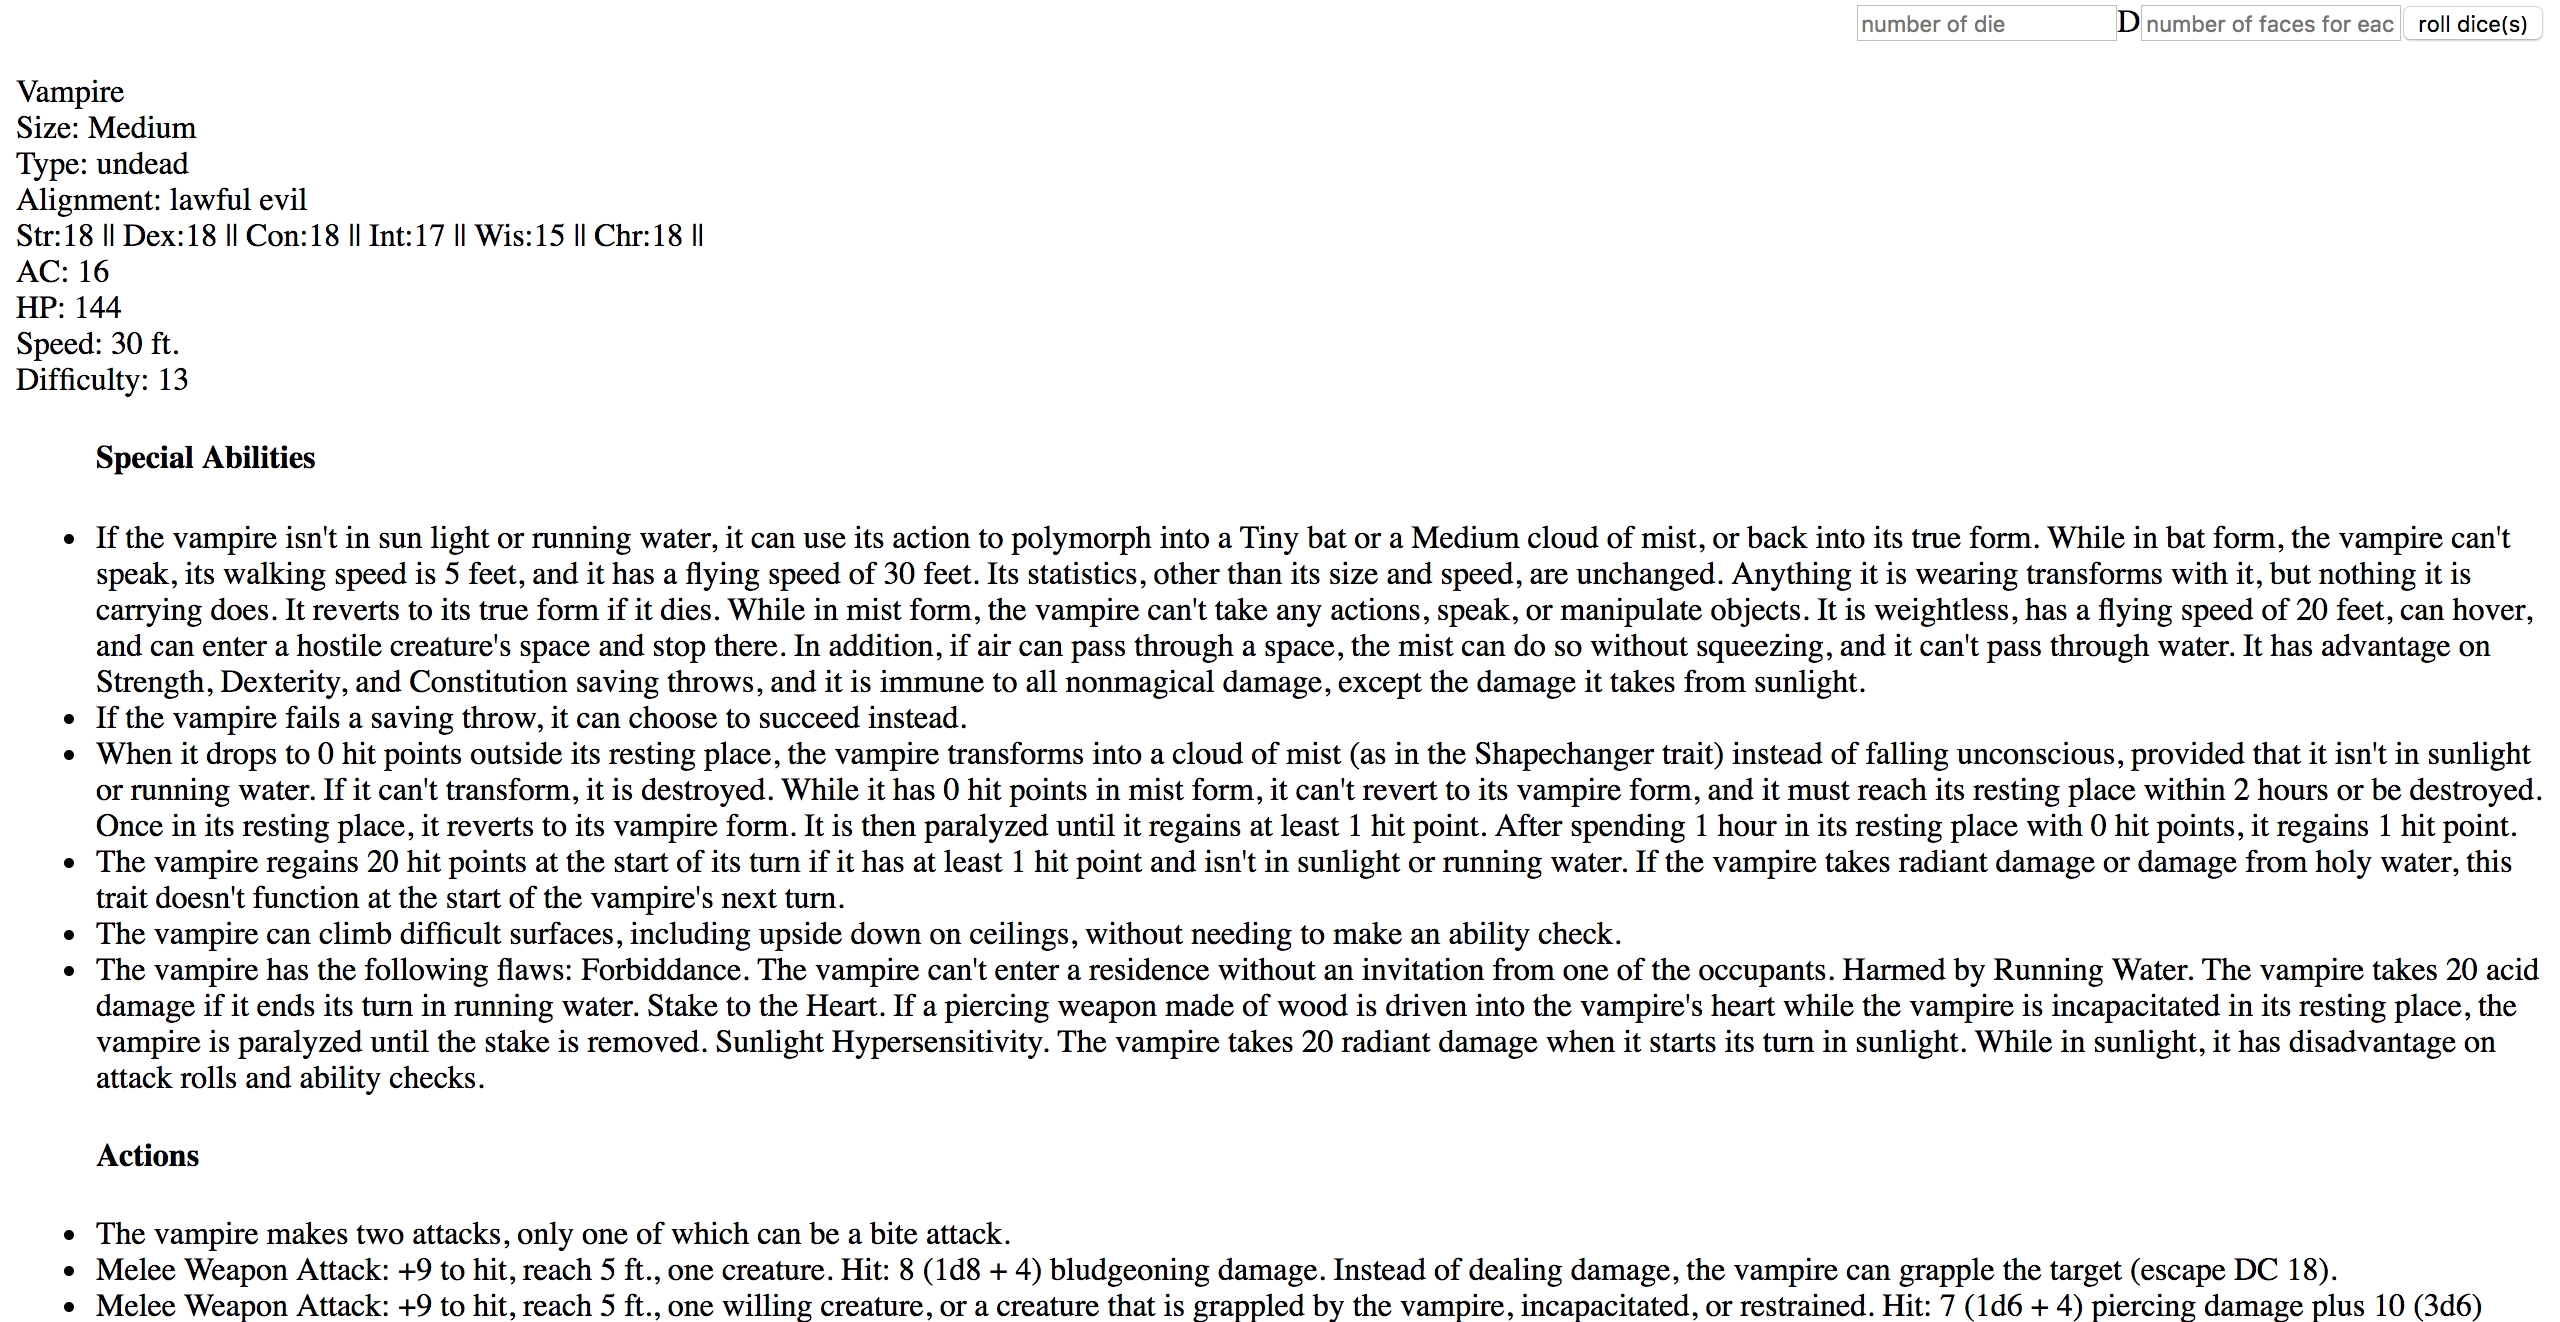 number of die D number of faces for eac roll dice(s)
Vampire
Size: Medium
Type: undead
Alignment: lawful evil
Str:18 || Dex:18 || Con:18 || Int:17 || Wis:15 || Chr:18 ||
AC: 16
HP: 144
Speed: 30 ft.
Difficulty: 13
Special Abilities
If the vampire isn't in sun light or running water, it can use its action to polymorph into a Tiny bat or a Medium cloud of mist, or back into its true form. While in bat form, the vampire can't
speak, its walking speed is 5 feet, and it has a flying speed of 30 feet. Its statistics, other than its size and speed, are unchanged. Anything it is wearing transforms with it, but nothing it is
carrying does. It reverts to its true form if it dies. While in mist form, the vampire can't take any actions, speak, or manipulate objects. It is weightless, has a flying speed of 20 feet, can hover,
and can enter a hostile creature's space and stop there. In addition, if air can pass through a space, the mist can do so without squeezing, and it can't pass through water. It has advantage on
Strength, Dexterity, and Constitution saving throws, and it is immune to all nonmagical damage, except the damage it takes from sunlight.
If the vampire fails a saving throw, it can choose to succeed instead.
When it drops to 0 hit points outside its resting place, the vampire transforms into a cloud of mist (as in the Shapechanger trait) instead of falling unconscious, provided that it isn't in sunlight
or running water. If it can't transform, it is destroyed. While it has 0 hit points in mist form, it can't revert to its vampire form, and it must reach its resting place within 2 hours or be destroyed.
Once in its resting place, it reverts to its vampire form. It is then paralyzed until it regains at least 1 hit point. After spending 1 hour in its resting place with 0 hit points, it regains 1 hit point.
The vampire regains 20 hit points at the start of its turn if it has at least 1 hit point and isn't in sunlight or running water. If the vampire takes radiant damage or damage from holy water, this
trait doesn't function at the start of the vampire's next turn.
The vampire can climb difficult surfaces, including upside down on ceilings, without needing to make an ability check.
The vampire has the following flaws: Forbiddance. The vampire can't enter a residence without an invitation from one of the occupants. Harmed by Running Water. The vampire takes 20 acid
damage if it ends its turn in running water. Stake to the Heart. If a piercing weapon made of wood is driven into the vampire's heart while the vampire is incapacitated in its resting place, the
vampire is paralyzed until the stake is removed. Sunlight Hypersensitivity. The vampire takes 20 radiant damage when it starts its turn in sunlight. While in sunlight, it has disadvantage on
attack rolls and ability checks.
Actions
The vampire makes two attacks, only one of which can be a bite attack.
Melee Weapon Attack: +9 to hit, reach 5 ft., one creature. Hit: 8 (1d8 + 4) bludgeoning damage. Instead of dealing damage, the vampire can grapple the target (escape DC 18).
Melee Weapon Attack: +9 to hit, reach 5 ft., one willing creature, or a creature that is grappled by the vampire, incapacitated, or restrained. Hit: 7 (1d6 + 4) piercing damage plus 10 (3d6)